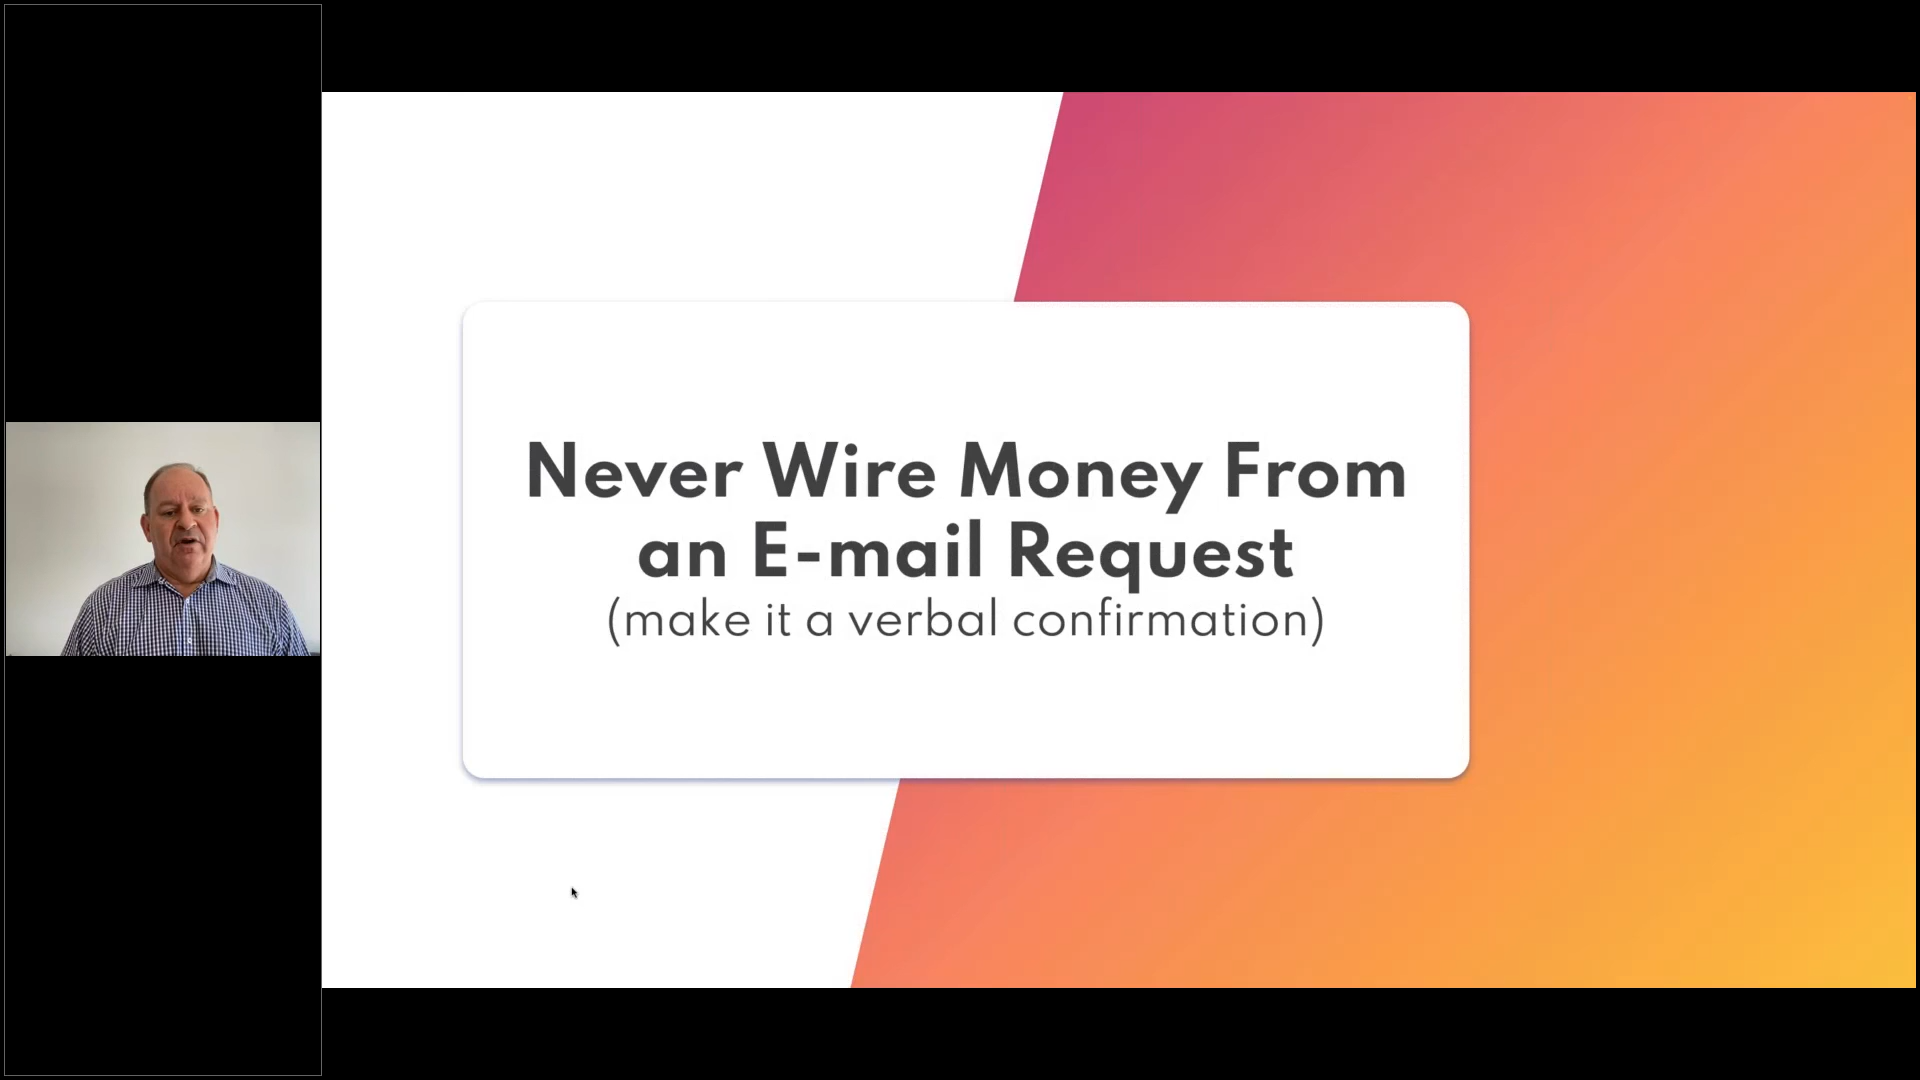 Never Wire Money From
an E-mail Request
(make it a verbal confirmation)